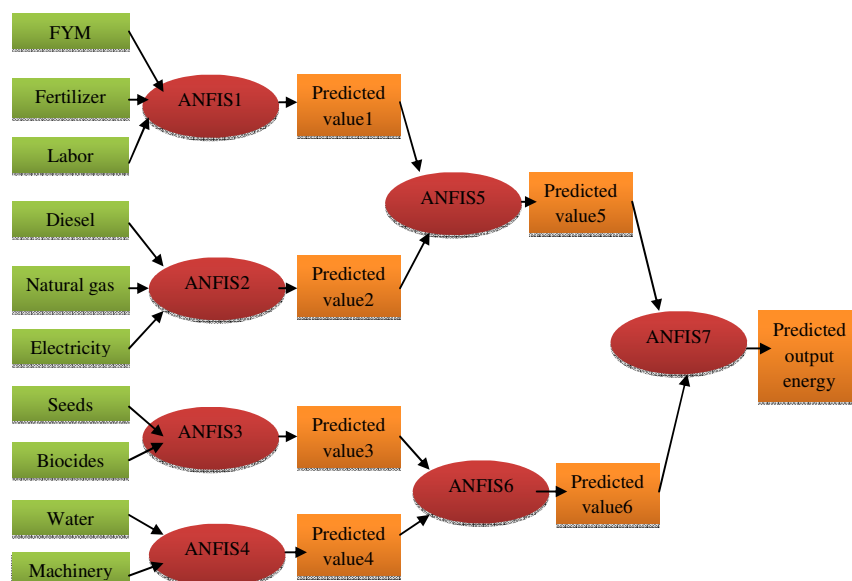 FYM
Fertilizer
Labor
ANFIS1
Predicted
value1
Diesel
Natural gas
Electricity
ANFIS2
Predicted
value2
ANFIS5
Predicted
value5
Seeds
Biocides
ANFIS3
Predicted
value3
Water
Machinery
ANFIS4
Predicted
value4
ANFIS6
Predicted
value6
ANFIS7
Predicted
output
energy